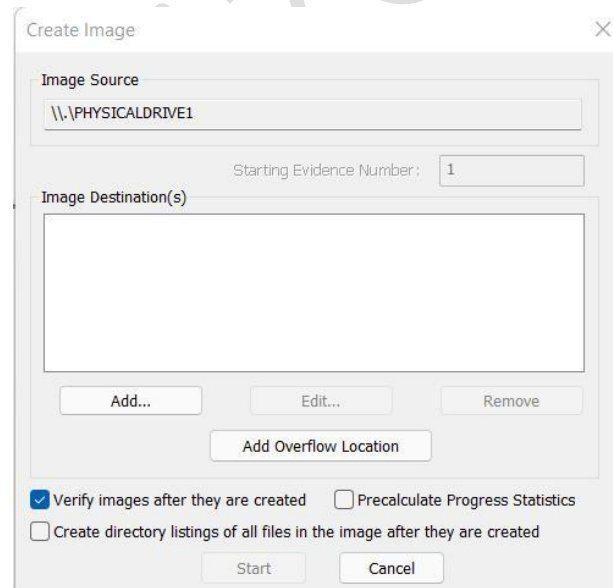 Create Image
Image Source
\\.\PHYSICALDRIVE1
Starting Evidence Number: 1
Image Destination(s)
Add... Edit... Remove
Add Overflow Location
Verify images after they are created Precalculate Progress Statistics
Create directory listings of all files in the image after they are created
Start Cancel